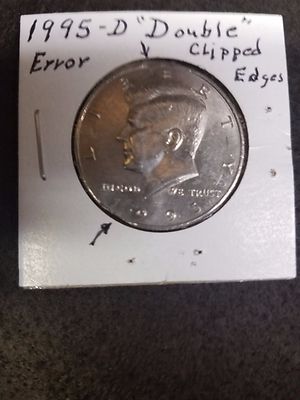 1995-D "Double"
Error Clipped
Edges
LIBERTY
IN GOD WE TRUST